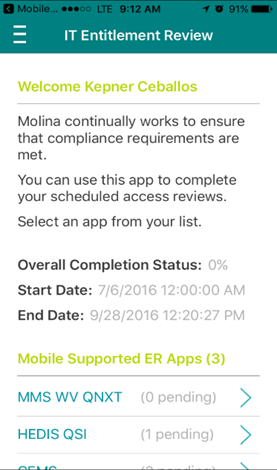 Mobile... LTE 9:12 AM 91%
IT Entitlement Review
Welcome Kepner Ceballos
Molina continually works to ensure
that compliance requirements are
met.
You can use this app to complete
your scheduled access reviews.
Select an app from your list.
Overall Completion Status: 0%
Start Date: 7/6/2016 12:00:00 AM
End Date: 9/28/2016 12:20:27 PM
Mobile Supported ER Apps (3)
MMS WV QNXT (0 pending)
HEDIS QSI (1 pending)